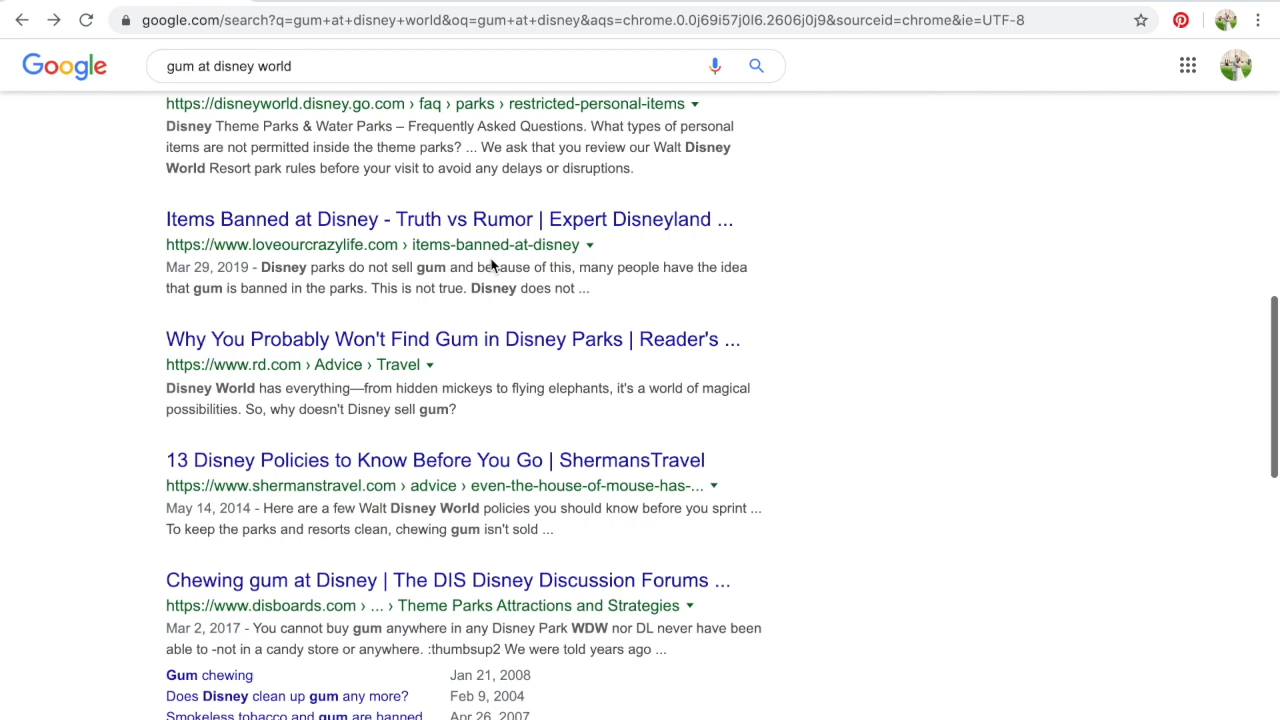 google.com/search?q=gum+at+disney+world&oq=gum+at+disney&aqs=chrome.0.0j69i57j0l6.2606j0j9&sourceid=chrome&ie=UTF-8
Google
gum at disney world
https://disneyworld.disney.go.com › faq › parks › restricted-personal-items
Disney Theme Parks & Water Parks – Frequently Asked Questions. What types of personal
items are not permitted inside the theme parks? ... We ask that you review our Walt Disney
World Resort park rules before your visit to avoid any delays or disruptions.
Items Banned at Disney - Truth vs Rumor | Expert Disneyland ...
https://www.loveourcrazylife.com › items-banned-at-disney
Mar 29, 2019 - Disney parks do not sell gum and because of this, many people have the idea
that gum is banned in the parks. This is not true. Disney does not ...
Why You Probably Won't Find Gum in Disney Parks | Reader's ...
https://www.rd.com › Advice › Travel
Disney World has everything—from hidden mickeys to flying elephants, it's a world of magical
possibilities. So, why doesn't Disney sell gum?
13 Disney Policies to Know Before You Go | ShermansTravel
https://www.shermanstravel.com › advice › even-the-house-of-mouse-has-...
May 14, 2014 - Here are a few Walt Disney World policies you should know before you sprint ...
To keep the parks and resorts clean, chewing gum isn't sold ...
Chewing gum at Disney | The DIS Disney Discussion Forums ...
https://www.disboards.com › ... › Theme Parks Attractions and Strategies
Mar 2, 2017 - You cannot buy gum anywhere in any Disney Park WDW nor DL never have been
able to -not in a candy store or anywhere. :thumbsup2 We were told years ago ...
Gum chewing Jan 21, 2008
Does Disney clean up gum any more? Feb 9, 2004
Smokeless tobacco and gum are banned Apr 26, 2007